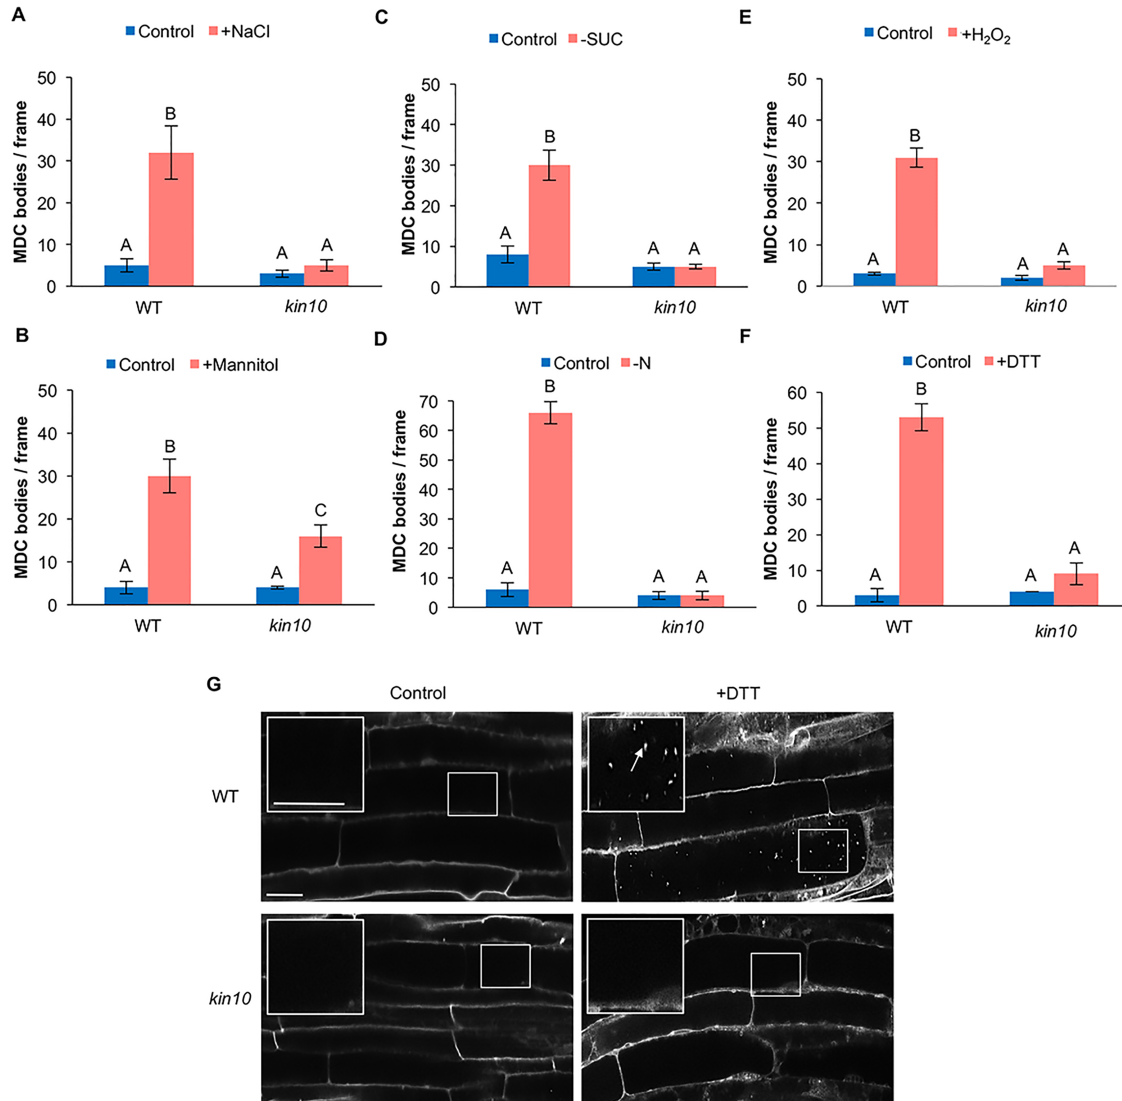 A
Control +NaCl
MDC bodies / frame
50
40
30
20
10
0
A
B
A
A
WT
kin10
B
Control +Mannitol
MDC bodies / frame
50
40
30
20
10
0
A
B
A
C
WT
kin10
C
Control -SUC
MDC bodies / frame
50
40
30
20
10
0
A
B
A
A
WT
kin10
D
Control -N
MDC bodies / frame
70
60
50
40
30
20
10
0
A
B
A
A
WT
kin10
E
Control +H₂O₂
MDC bodies / frame
50
40
30
20
10
0
A
B
A
A
WT
kin10
F
Control +DTT
MDC bodies / frame
60
50
40
30
20
10
0
A
B
A
A
WT
kin10
G
Control
+DTT
WT
kin10